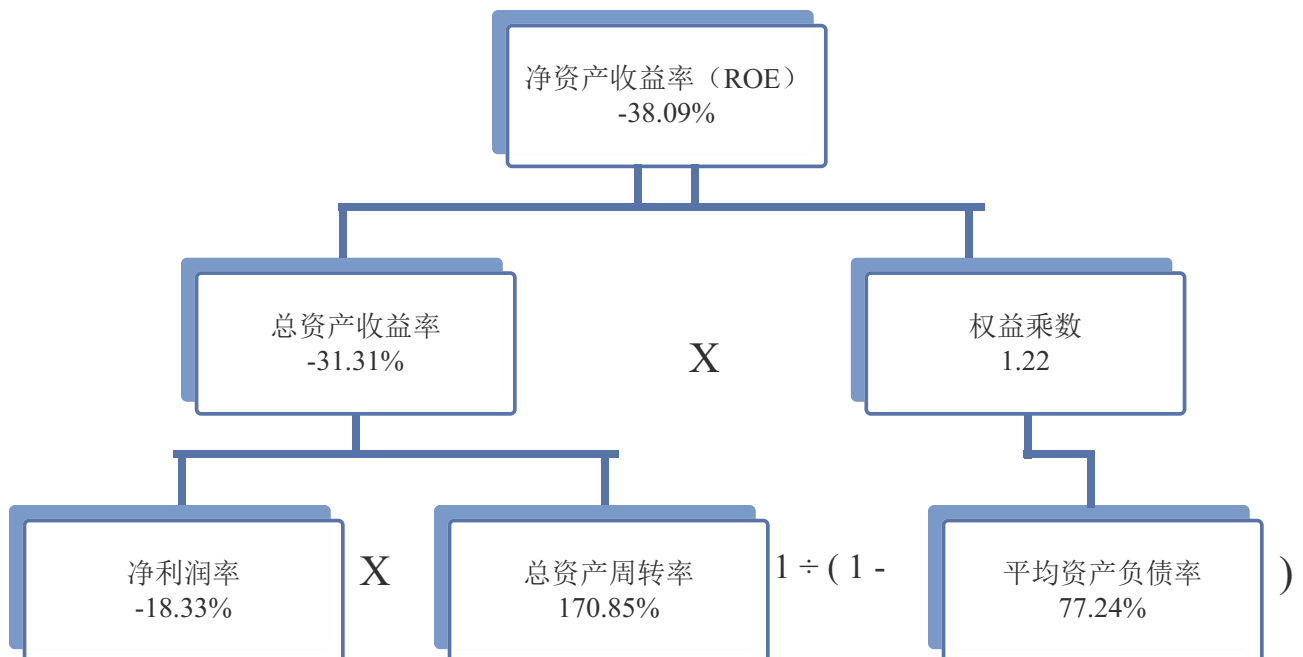 净资产收益率（ROE）
-38.09%
总资产收益率
-31.31%
X
权益乘数
1.22
净利润率
-18.33%
X
总资产周转率
170.85%
1 ÷ ( 1 -
平均资产负债率
77.24%
)